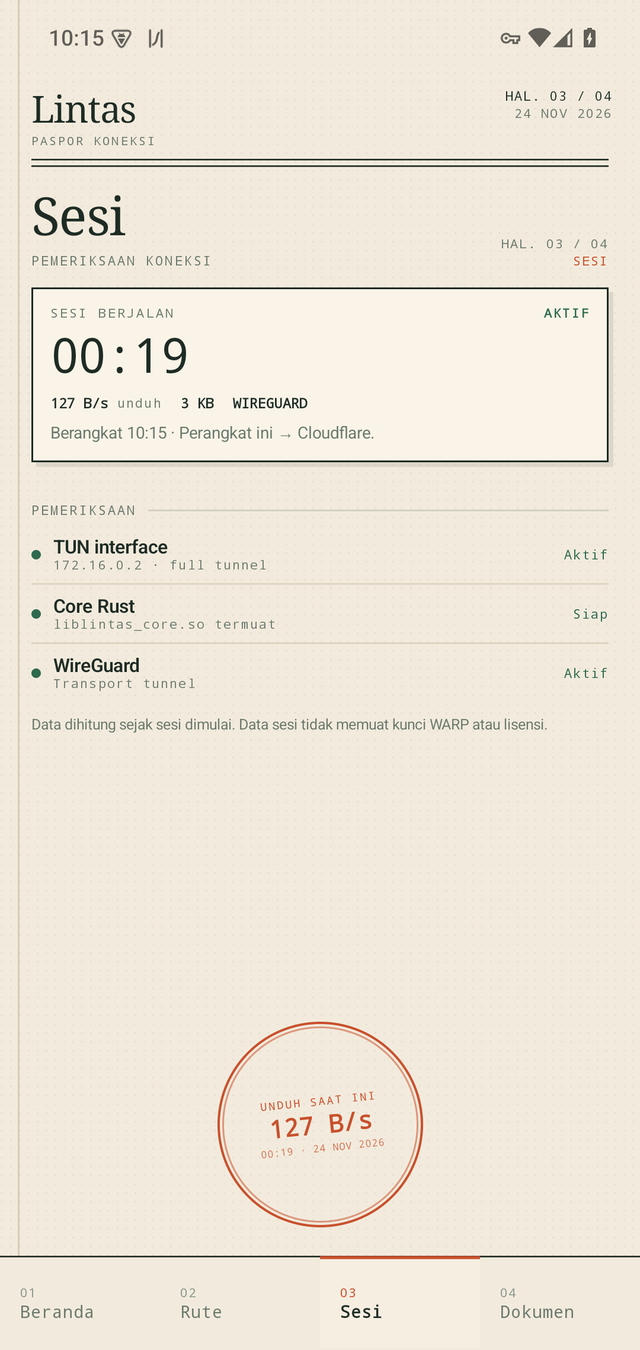 10:15
Lintas
HAL. 03 / 04
PASPOR KONEKSI
24 NOV 2026
Sesi
HAL. 03 / 04
PEMERIKSAAN KONEKSI
SESI
SESI BERJALAN
AKTIF
00:19
127 B/s unduh 3 KB WIREGUARD
Berangkat 10:15 · Perangkat ini → Cloudflare.
PEMERIKSAAN
TUN interface
172.16.0.2 · full tunnel
Aktif
Core Rust
liblintas_core.so termuat
Siap
WireGuard
Transport tunnel
Aktif
Data dihitung sejak sesi dimulai. Data sesi tidak memuat kunci WARP atau lisensi.
UNDUH SAAT INI
127 B/s
00:19 · 24 NOV 2026
01
Beranda
02
Rute
03
Sesi
04
Dokumen